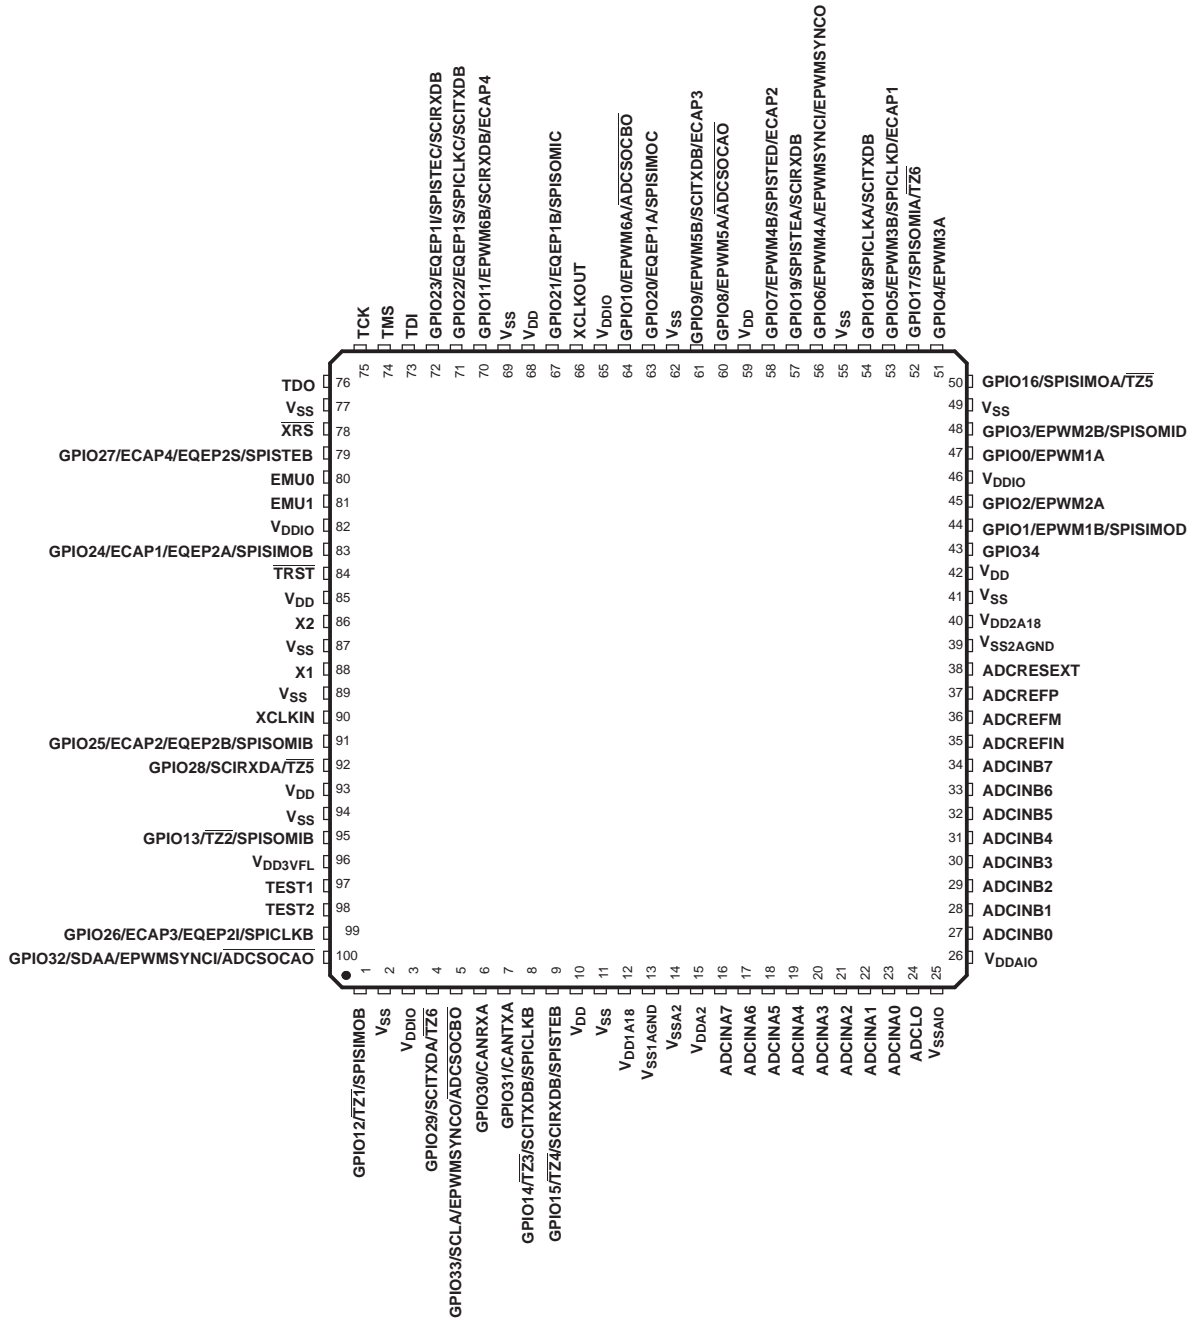 TCK
TMS
TDI
GPIO23/EQEP1I/SPISTEC/SCIRXDB
GPIO22/EQEP1S/SPICLKC/SCITXDB
GPIO11/EPWM6B/SCIRXDB/ECAP4
VSS
VDD
GPIO21/EQEP1B/SPISOMIC
XCLKOUT
VDDIO
GPIO10/EPWM6A/ADCSOCBO
GPIO20/EQEP1A/SPISIMOC
VSS
GPIO9/EPWM5B/SCITXDB/ECAP3
GPIO8/EPWM5A/ADCSOCAO
VDD
GPIO7/EPWM4B/SPISTED/ECAP2
GPIO19/SPISTEA/SCIRXDB
GPIO6/EPWM4A/EPWMSYNCI/EPWMSYNCO
VSS
GPIO18/SPICLKA/SCITXDB
GPIO5/EPWM3B/SPICLKD/ECAP1
GPIO17/SPISOMIA/TZ6
GPIO4/EPWM3A
75 74 73 72 71 70 69 68 67 66 65 64 63 62 61 60 59 58 57 56 55 54 53 52 51
TDO 76
VSS 77
XRS 78
GPIO27/ECAP4/EQEP2S/SPISTEB 79
EMU0 80
EMU1 81
VDDIO 82
GPIO24/ECAP1/EQEP2A/SPISIMOB 83
TRST 84
VDD 85
X2 86
VSS 87
X1 88
VSS 89
XCLKIN 90
GPIO25/ECAP2/EQEP2B/SPISOMIB 91
GPIO28/SCIRXDA/TZ5 92
VDD 93
VSS 94
GPIO13/TZ2/SPISOMIB 95
VDD3VFL 96
TEST1 97
TEST2 98
GPIO26/ECAP3/EQEP2I/SPICLKB 99
GPIO32/SDAA/EPWMSYNCI/ADCSOCAO 100
50 GPIO16/SPISIMOA/TZ5
49 VSS
48 GPIO3/EPWM2B/SPISOMID
47 GPIO0/EPWM1A
46 VDDIO
45 GPIO2/EPWM2A
44 GPIO1/EPWM1B/SPISIMOD
43 GPIO34
42 VDD
41 VSS
40 VDD2A18
39 VSS2AGND
38 ADCRESEXT
37 ADCREFP
36 ADCREFM
35 ADCREFIN
34 ADCINB7
33 ADCINB6
32 ADCINB5
31 ADCINB4
30 ADCINB3
29 ADCINB2
28 ADCINB1
27 ADCINB0
26 VDDAIO
1 2 3 4 5 6 7 8 9 10 11 12 13 14 15 16 17 18 19 20 21 22 23 24 25
GPIO12/TZ1/SPISIMOB
VSS
VDDIO
GPIO29/SCITXDA/TZ6
GPIO33/SCLA/EPWMSYNCO/ADCSOCBO
GPIO30/CANRXA
GPIO31/CANTXA
GPIO14/TZ3/SCITXDB/SPICLKB
GPIO15/TZ4/SCIRXDB/SPISTEB
VDD
VSS
VDD1A18
VSS1AGND
VSSA2
VDDA2
ADCINA7
ADCINA6
ADCINA5
ADCINA4
ADCINA3
ADCINA2
ADCINA1
ADCINA0
ADCLO
VSSAIO